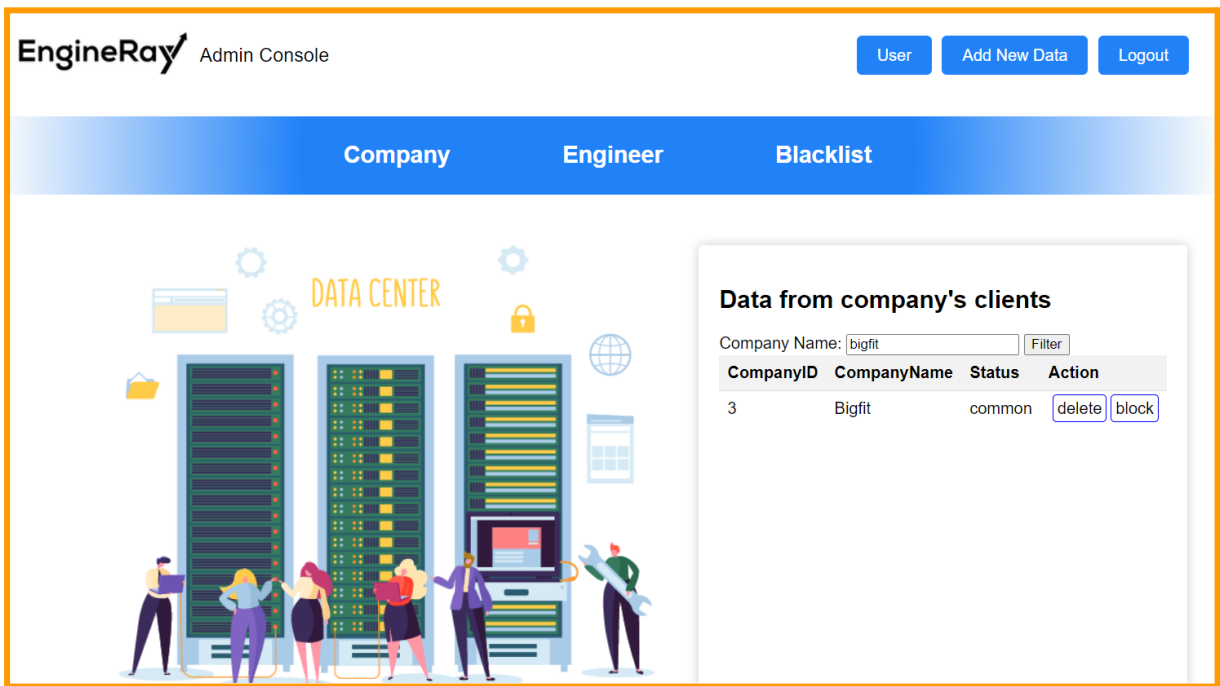 EngineRay Admin Console
User Add New Data Logout
Company Engineer Blacklist
DATA CENTER
Data from company's clients
Company Name: bigfit Filter
CompanyID CompanyName Status Action
3 Bigfit common delete block